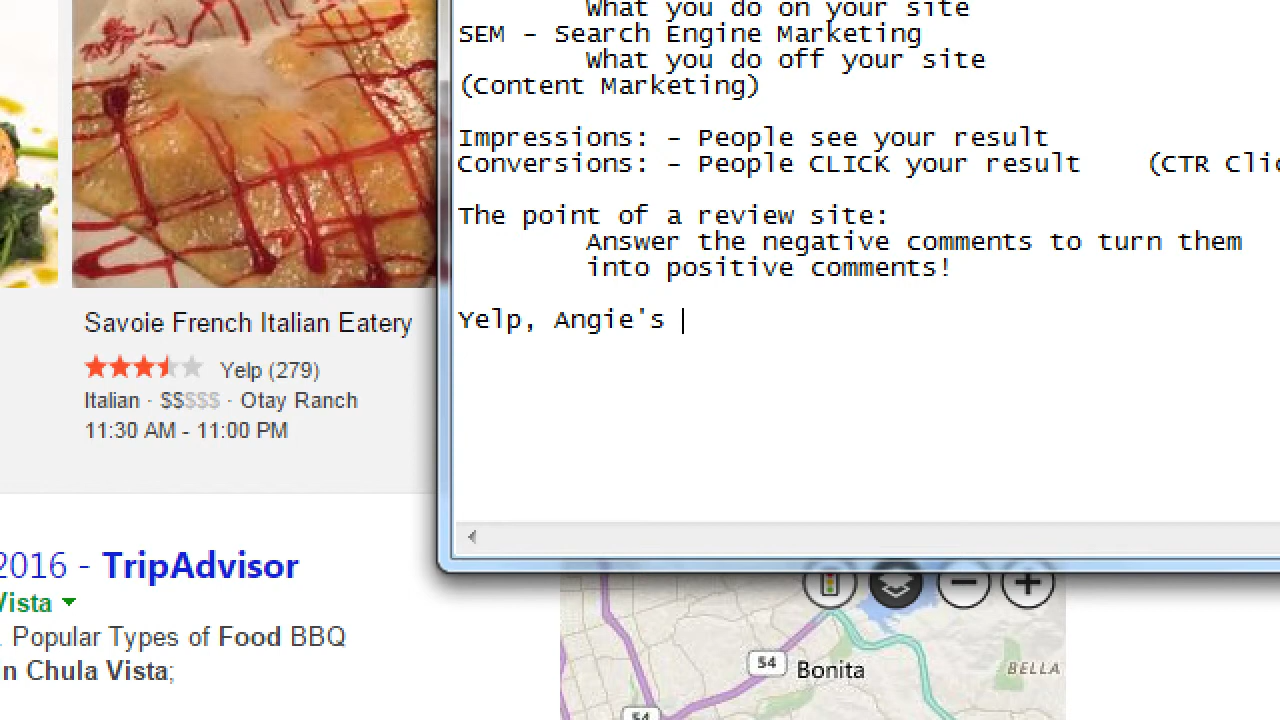 What you do on your site
SEM - Search Engine Marketing
What you do off your site
(Content Marketing)
Impressions: - People see your result
Conversions: - People CLICK your result (CTR
The point of a review site:
Answer the negative comments to turn them
into positive comments!
Yelp, Angie's
Savoie French Italian Eatery
Yelp (279)
Italian · $$$$$ · Otay Ranch
11:30 AM - 11:00 PM
2016 - TripAdvisor
Vista
Popular Types of Food BBQ
in Chula Vista;
54
Bonita
BELLA
54